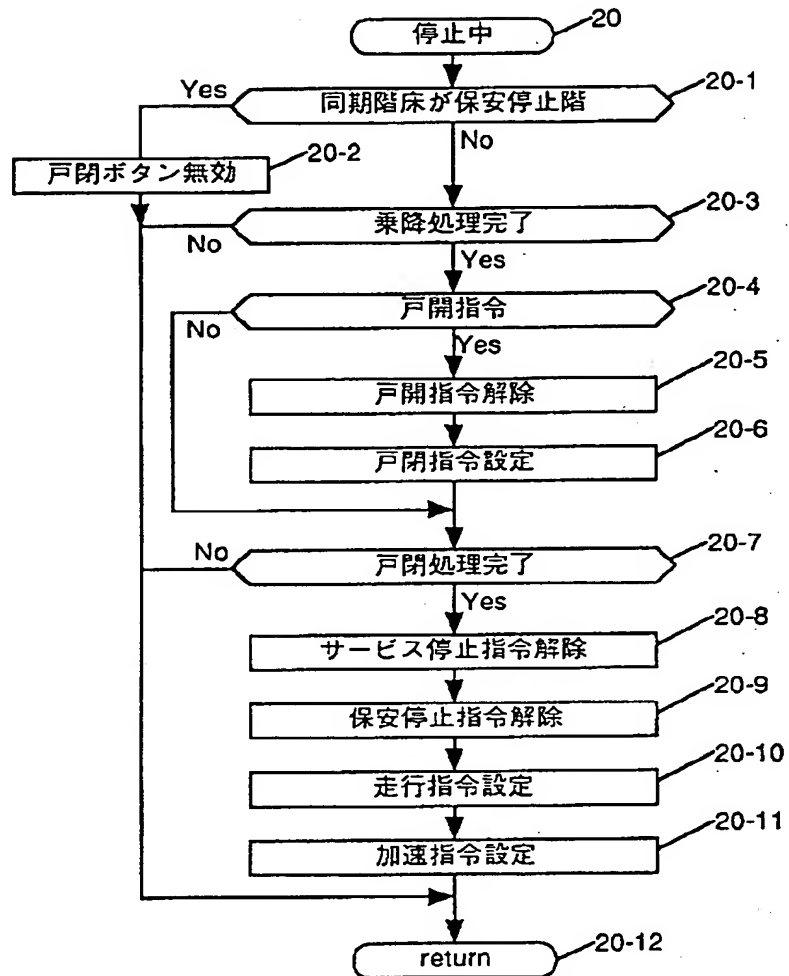 停止中
20
同期階床が保安停止階
20-1
Yes
No
戸閉ボタン無効
20-2
乗降処理完了
20-3
No
Yes
戸開指令
20-4
No
Yes
戸開指令解除
20-5
戸閉指令設定
20-6
戸閉処理完了
20-7
No
Yes
サービス停止指令解除
20-8
保安停止指令解除
20-9
走行指令設定
20-10
加速指令設定
20-11
return
20-12